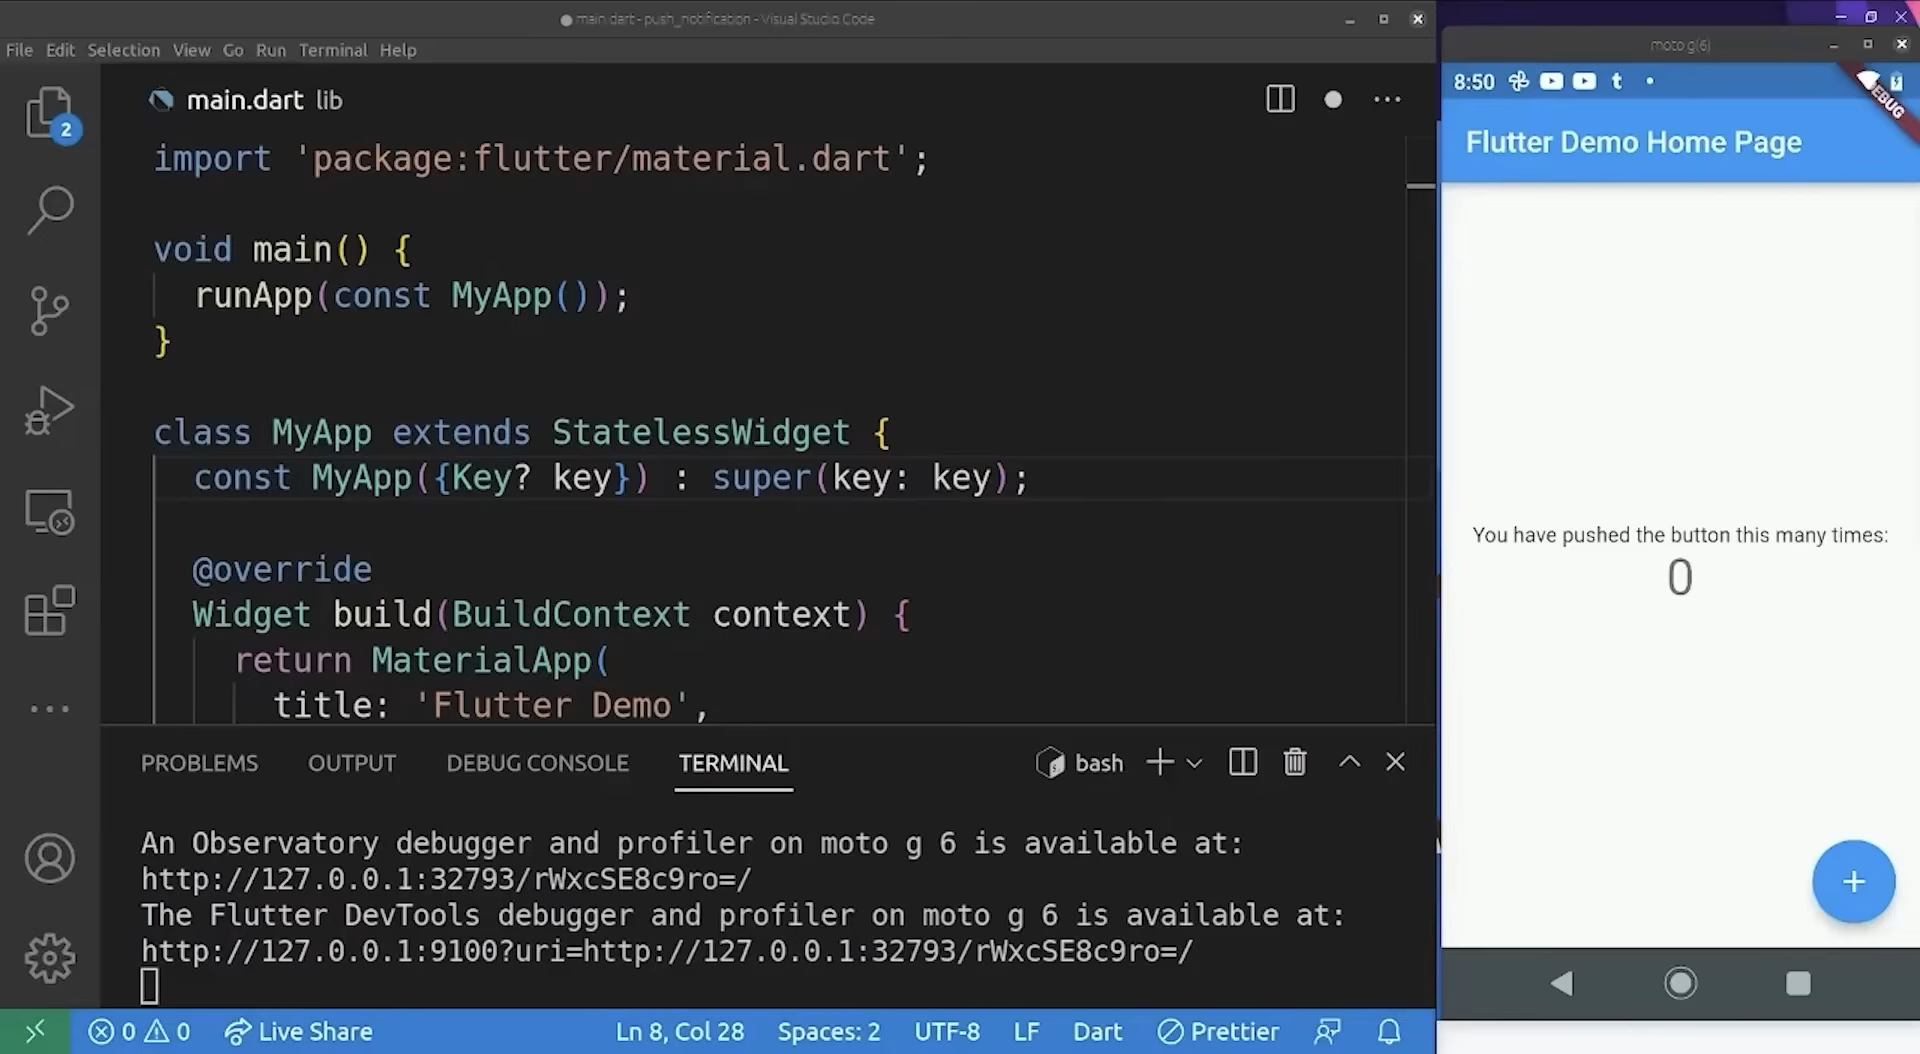 main.dart - push_notification - Visual Studio Code
File Edit Selection View Go Run Terminal Help
2
main.dart lib
import 'package:flutter/material.dart';
void main() {
runApp(const MyApp());
}
class MyApp extends StatelessWidget {
const MyApp({Key? key}) : super(key: key);
@override
Widget build(BuildContext context) {
return MaterialApp(
title: 'Flutter Demo',
PROBLEMS OUTPUT DEBUG CONSOLE TERMINAL
bash
An Observatory debugger and profiler on moto g 6 is available at:
http://127.0.0.1:32793/rWxcSE8c9ro=/
The Flutter DevTools debugger and profiler on moto g 6 is available at:
http://127.0.0.1:9100?uri=http://127.0.0.1:32793/rWxcSE8c9ro=/
0 0 Live Share Ln 8, Col 28 Spaces: 2 UTF-8 LF Dart Prettier
moto g(6)
8:50
DEBUG
Flutter Demo Home Page
You have pushed the button this many times:
0
+